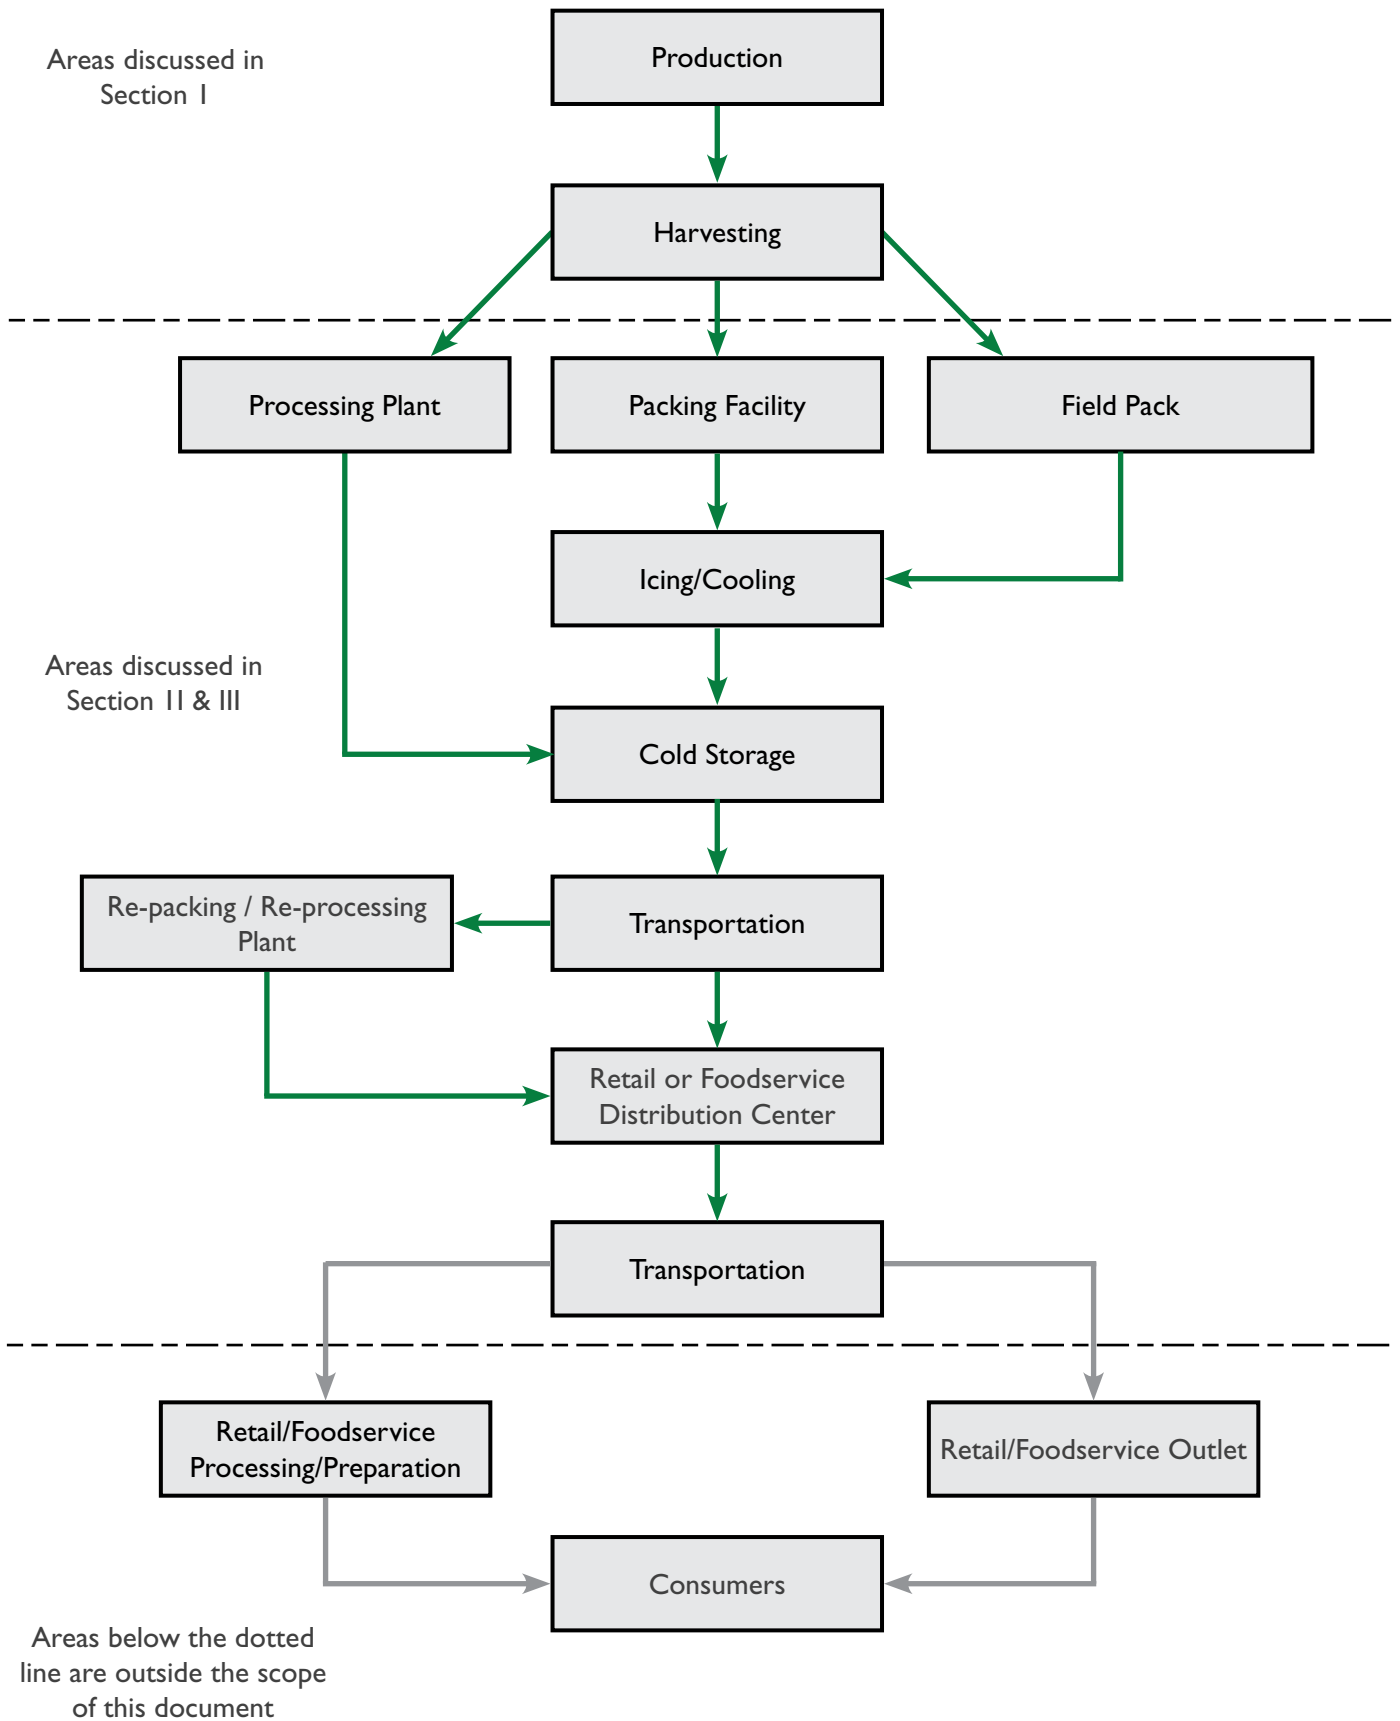 Areas discussed in
Section 1
Production
Harvesting
Processing Plant
Packing Facility
Field Pack
Icing/Cooling
Areas discussed in
Section 1I & III
Cold Storage
Re-packing / Re-processing
Plant
Transportation
Retail or Foodservice
Distribution Center
Transportation
Retail/Foodservice
Processing/Preparation
Retail/Foodservice Outlet
Consumers
Areas below the dotted
line are outside the scope
of this document